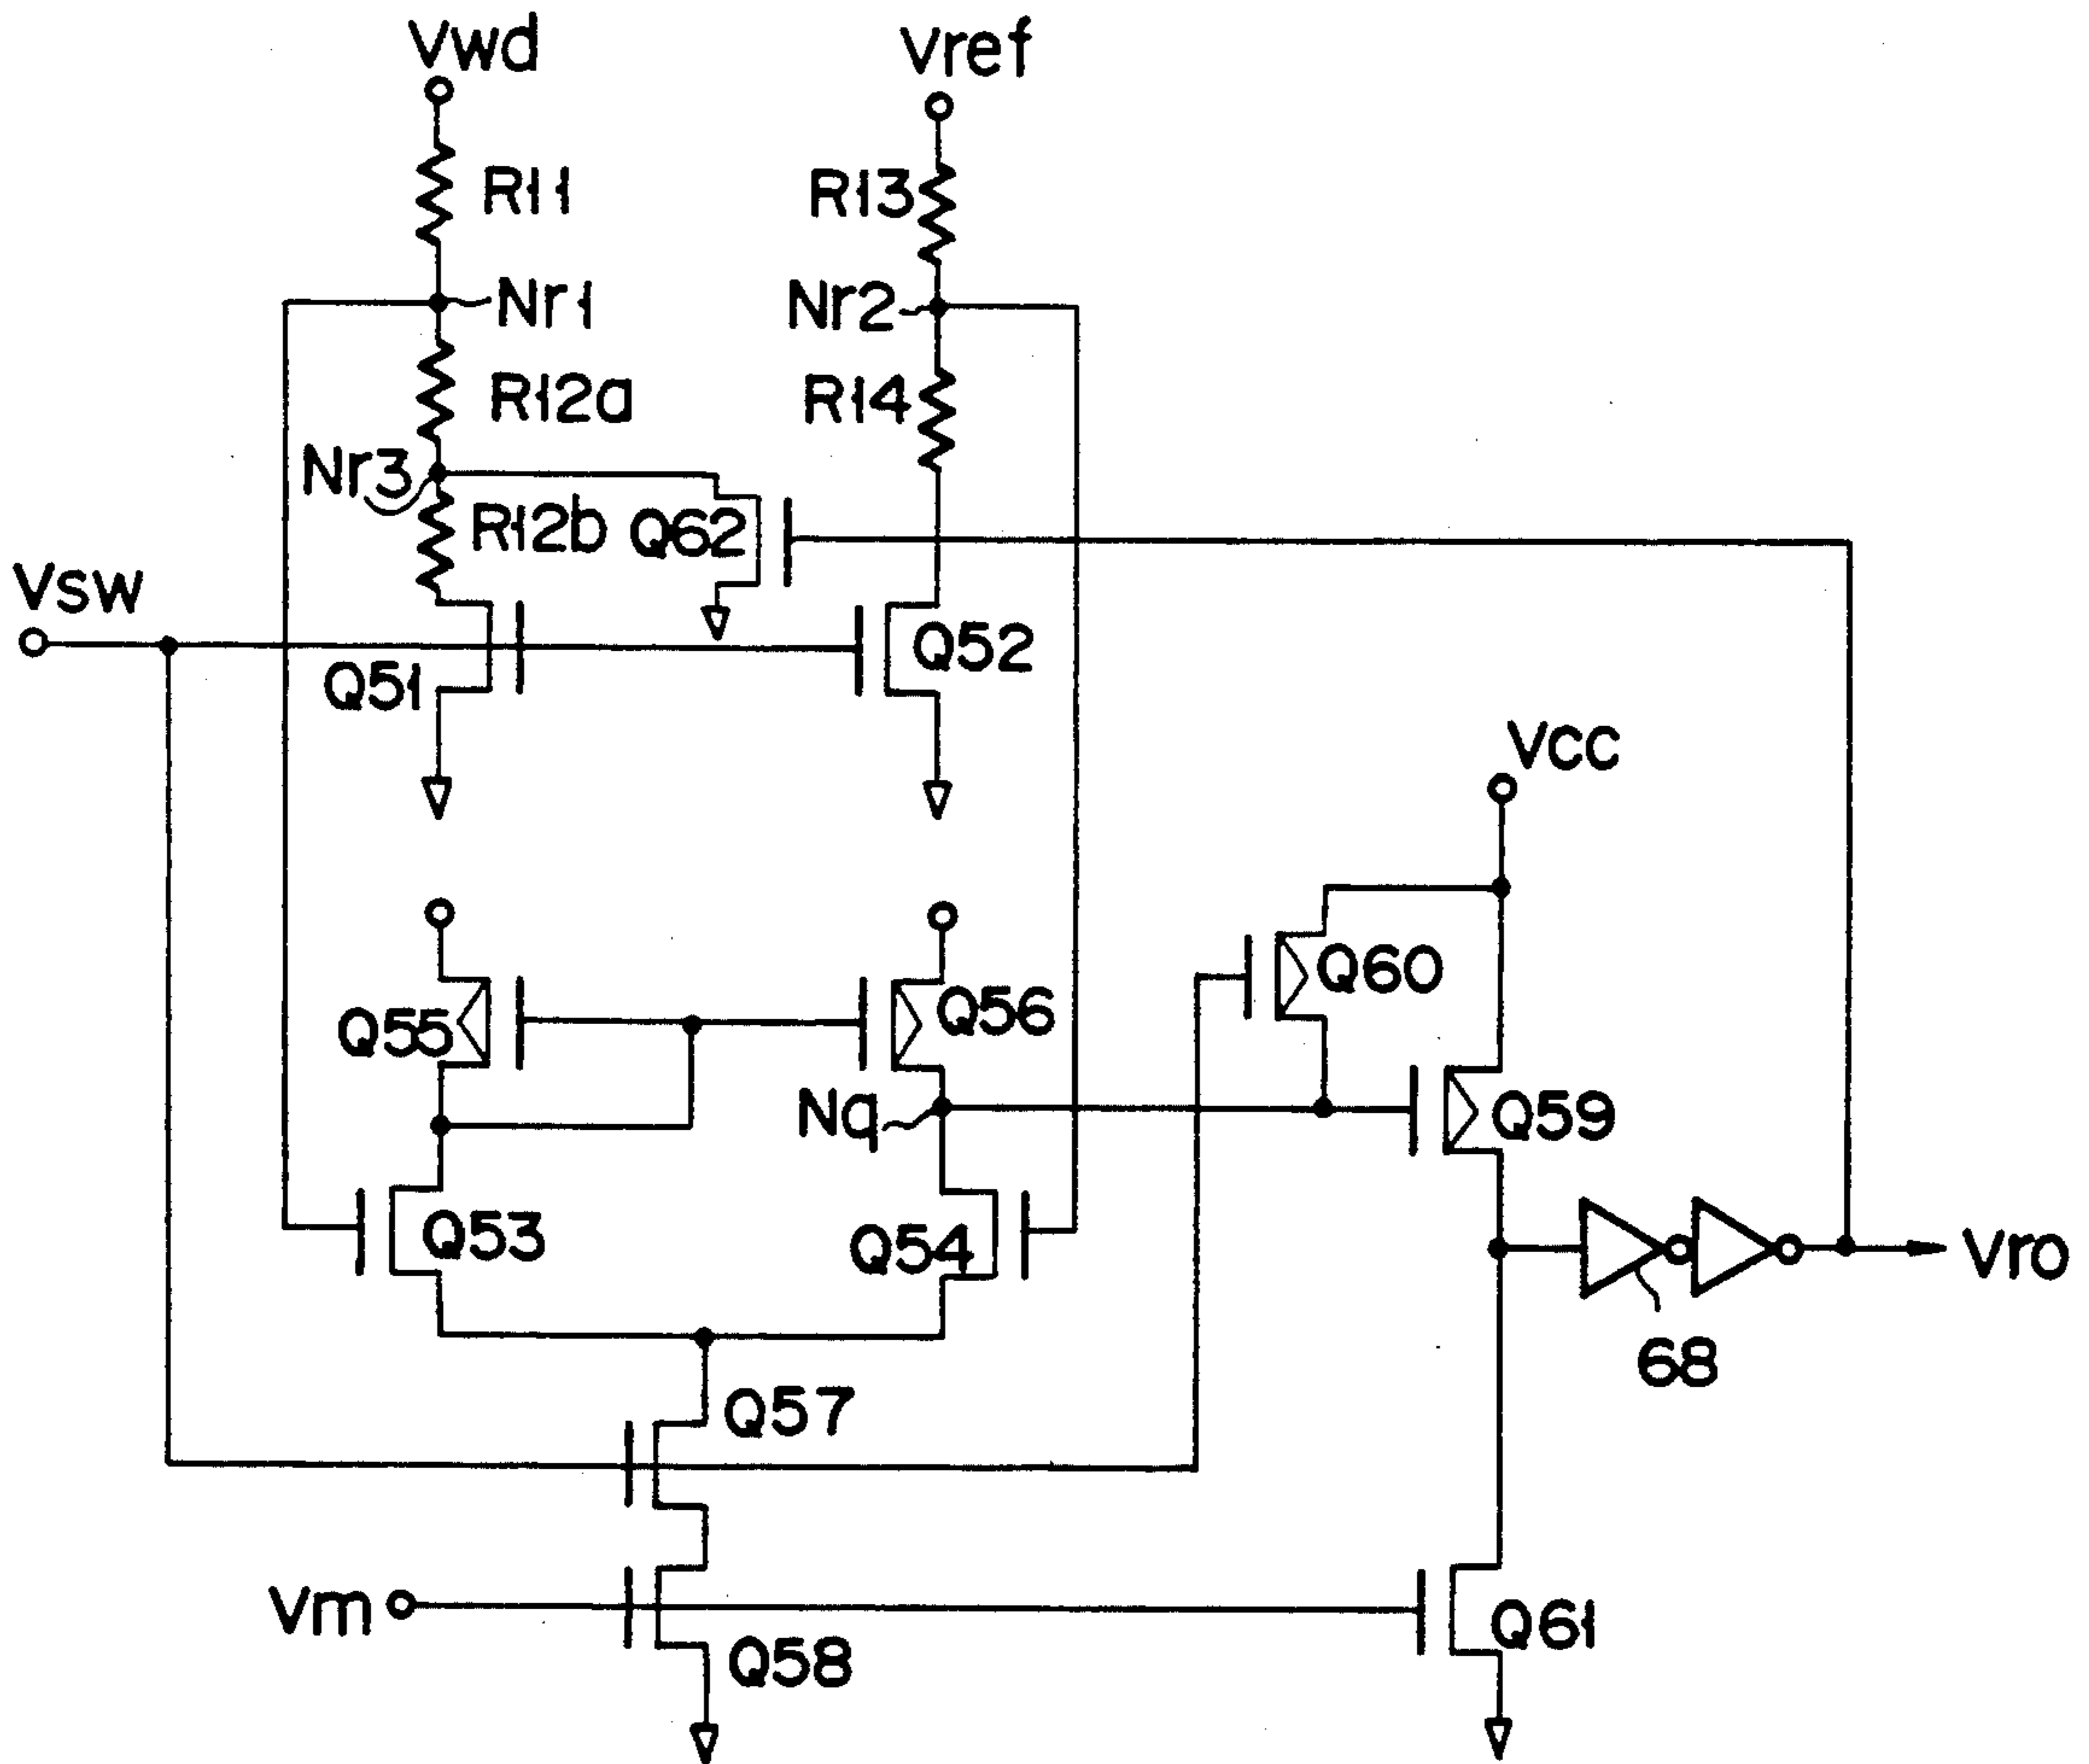 Vwd
Vref
R11
R13
Nr1
Nr2
R12a
R14
Nr3
R12b
Q62
Vsw
Q51
Q52
Vcc
Q55
Q56
Q60
Nq
Q59
Q53
Q54
Vro
68
Q57
Vm
Q58
Q61